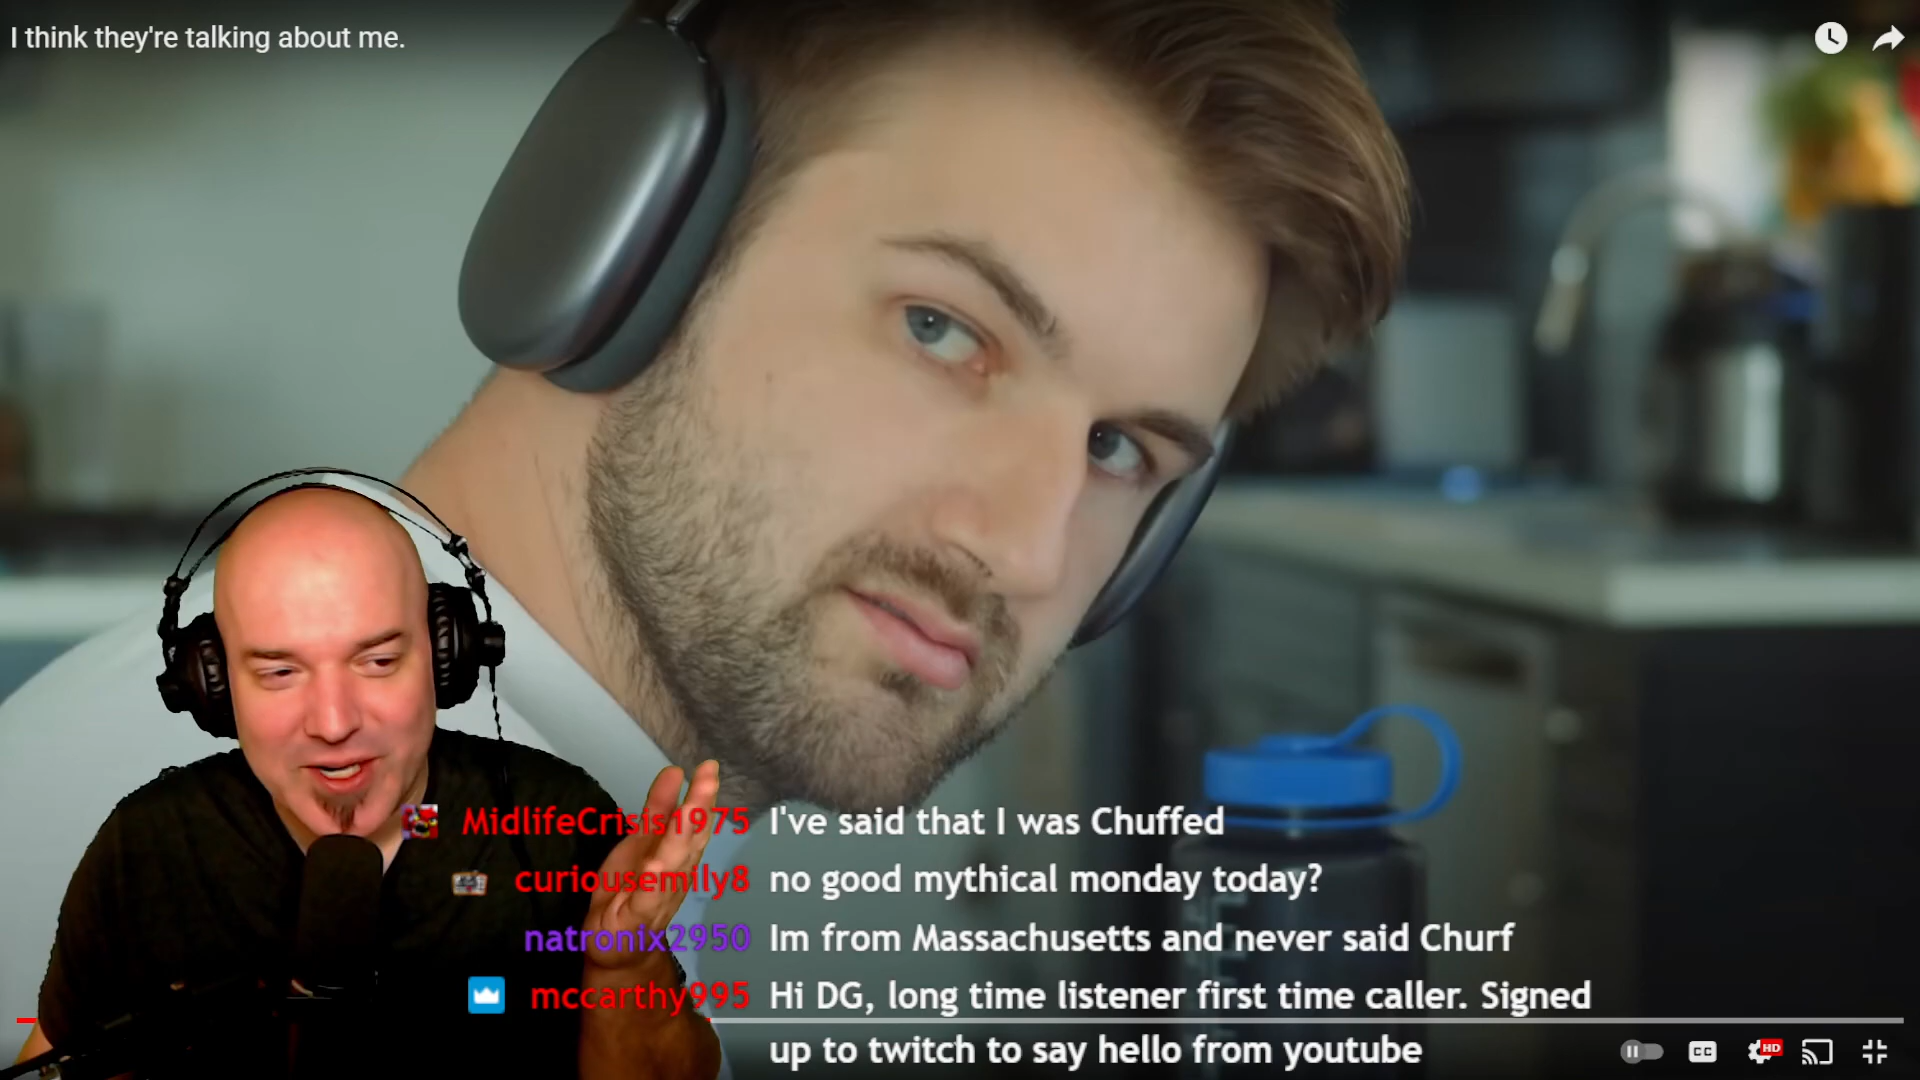 I think they're talking about me.
MidlifeCrisis1975 I've said that I was Chuffed
curiousemily8 no good mythical monday today?
natronix2950 Im from Massachusetts and never said Churf
mccarthy995 Hi DG, long time listener first time caller. Signed
up to twitch to say hello from youtube
CC HD